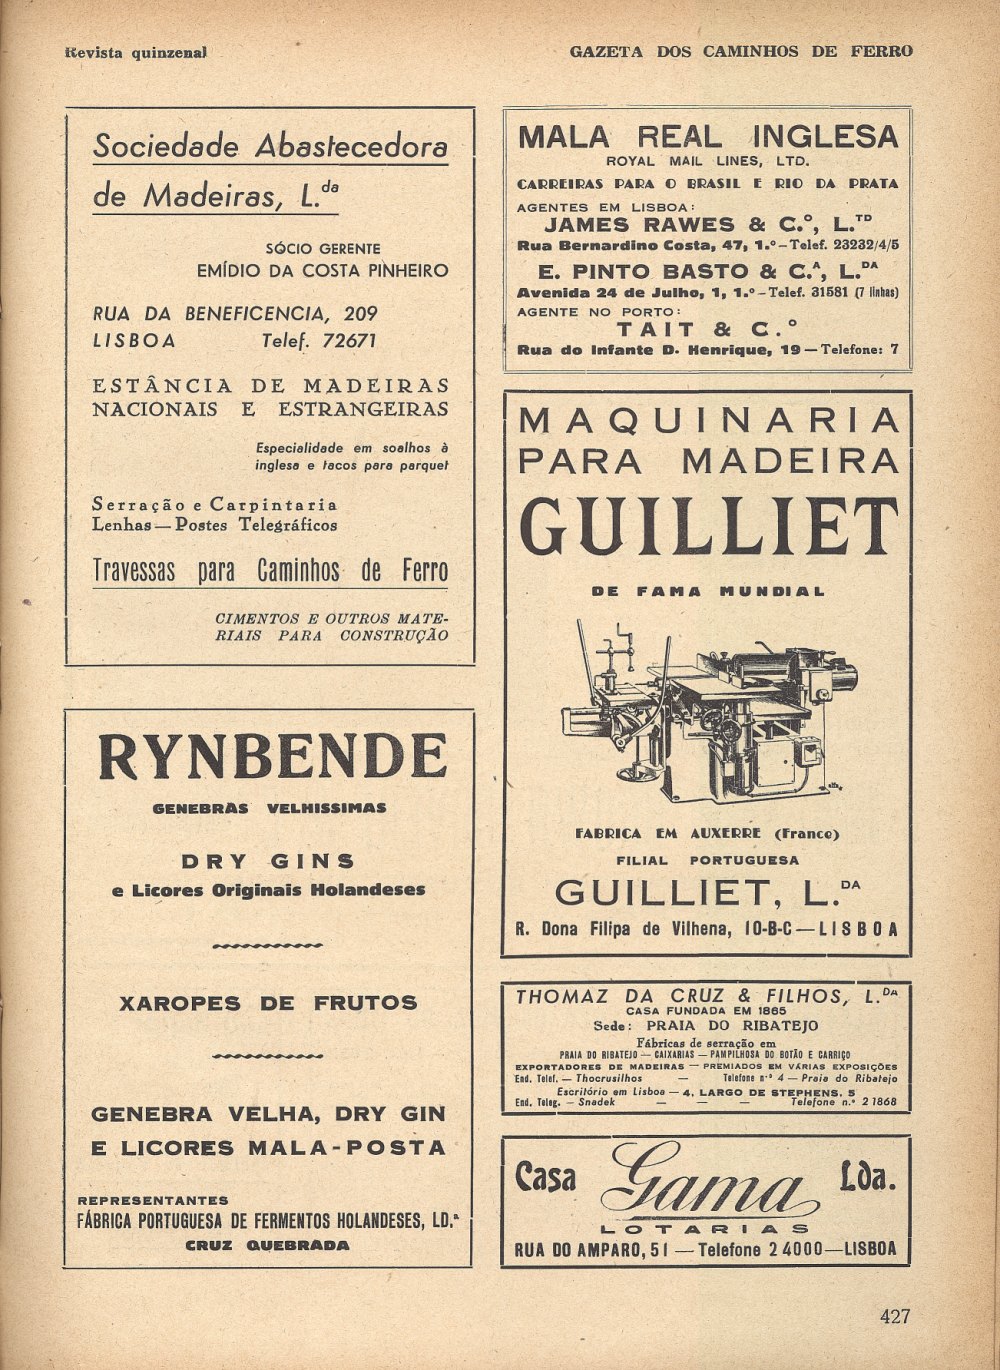 Revista quinzenal
GAZETA DOS CAMINHOS DE FERRO
Sociedade Abastecedora
de Madeiras, L.da
SÓCIO GERENTE
EMÍDIO DA COSTA PINHEIRO
RUA DA BENEFICENCIA, 209
LISBOA Telef. 72671
ESTÂNCIA DE MADEIRAS
NACIONAIS E ESTRANGEIRAS
Especialidade em soalhos à
inglesa e tacos para parquet
Serração e Carpintaria
Lenhas — Postes Telegráficos
Travessas para Caminhos de Ferro
CIMENTOS E OUTROS MATE-
RIAIS PARA CONSTRUÇÃO
RYNBENDE
GENEBRAS VELHISSIMAS
DRY GINS
e Licores Originais Holandeses
XAROPES DE FRUTOS
GENEBRA VELHA, DRY GIN
E LICORES MALA-POSTA
REPRESENTANTES
FÁBRICA PORTUGUESA DE FERMENTOS HOLANDESES, LD.ª
CRUZ QUEBRADA
MALA REAL INGLESA
ROYAL MAIL LINES, LTD.
CARREIRAS PARA O BRASIL E RIO DA PRATA
AGENTES EM LISBOA:
JAMES RAWES & C.º, L.TD
Rua Bernardino Costa, 47, 1.º — Telef. 23232/4/5
E. PINTO BASTO & C.A, L.DA
Avenida 24 de Julho, 1, 1.º — Telef. 31581 (7 linhas)
AGENTE NO PORTO:
TAIT & C.º
Rua do Infante D. Henrique, 19 — Telefone: 7
MAQUINARIA
PARA MADEIRA
GUILLIET
DE FAMA MUNDIAL
FABRICA EM AUXERRE (France)
FILIAL PORTUGUESA
GUILLIET, L.DA
R. Dona Filipa de Vilhena, 10-B-C — LISBOA
THOMAZ DA CRUZ & FILHOS, L.DA
CASA FUNDADA EM 1865
Sede: PRAIA DO RIBATEJO
Fábricas de serração em
PRAIA DO RIBATEJO — CAIXARIAS — PAMPILHOSA DO BOTÃO E CARRIÇO
EXPORTADORES DE MADEIRAS — PREMIADOS EM VÁRIAS EXPOSIÇÕES
End. Telef. — Thocrusilhos — Telefone n.º 4 — Praia do Ribatejo
Escritório em Lisboa — 4, LARGO DE STEPHENS, 5
End. Teleg. — Snadek — — — Telefone n.º 2 1868
Casa Gama Lda.
LOTARIAS
RUA DO AMPARO, 51 — Telefone 2 4000 — LISBOA
427